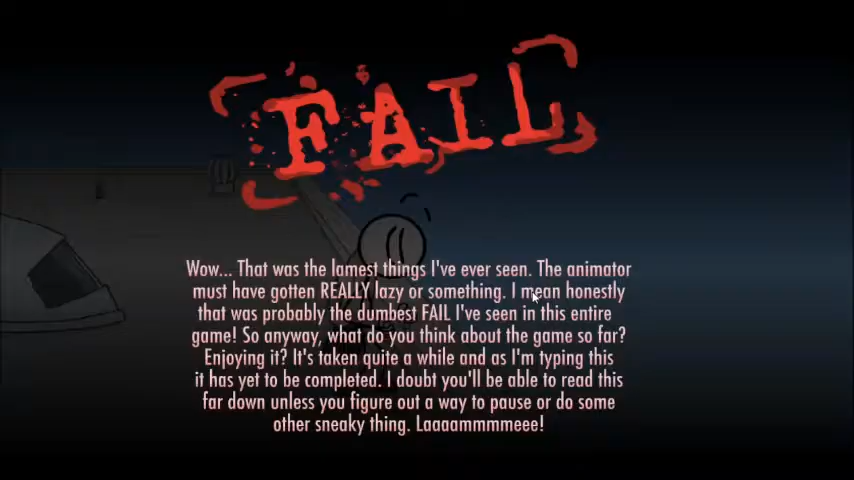 FAIL
Wow... That was the lamest things I've ever seen. The animator
must have gotten REALLY lazy or something. I mean honestly
that was probably the dumbest FAIL I've seen in this entire
game! So anyway, what do you think about the game so far?
Enjoying it? It's taken quite a while and as I'm typing this
it has yet to be completed. I doubt you'll be able to read this
far down unless you figure out a way to pause or do some
other sneaky thing. Laaaammmmeee!